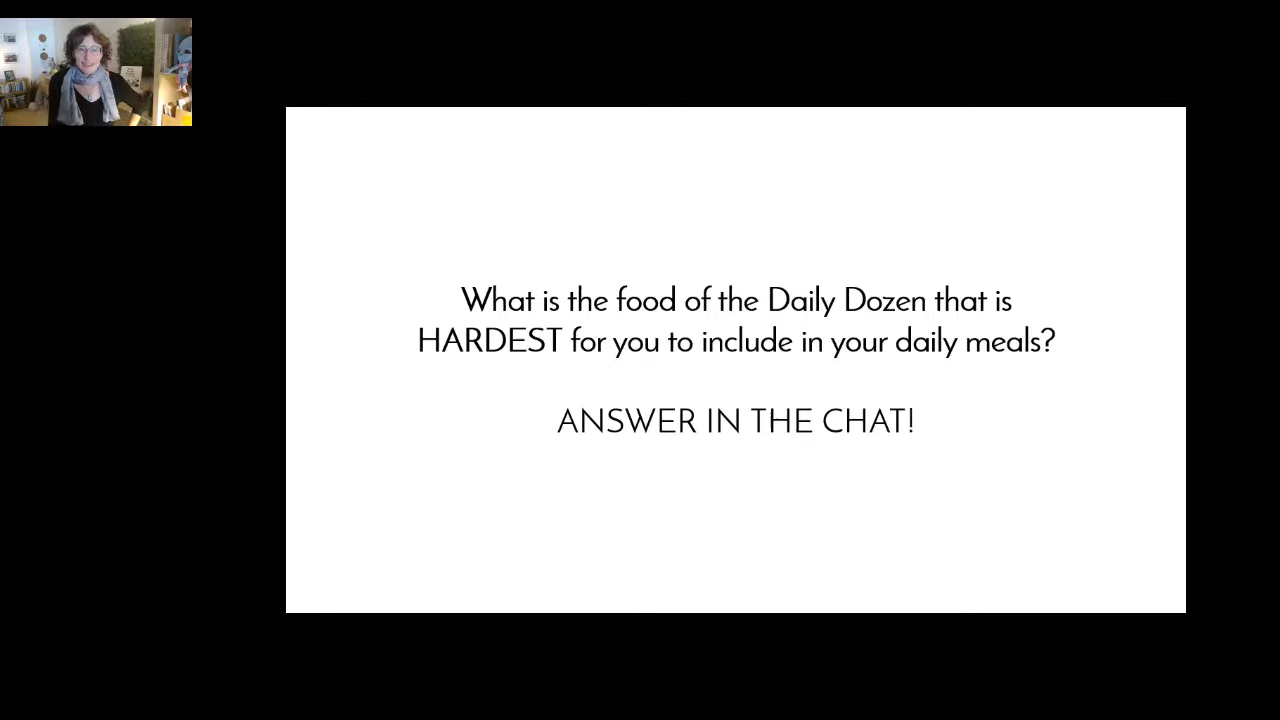 What is the food of the Daily Dozen that is
HARDEST for you to include in your daily meals?
ANSWER IN THE CHAT!